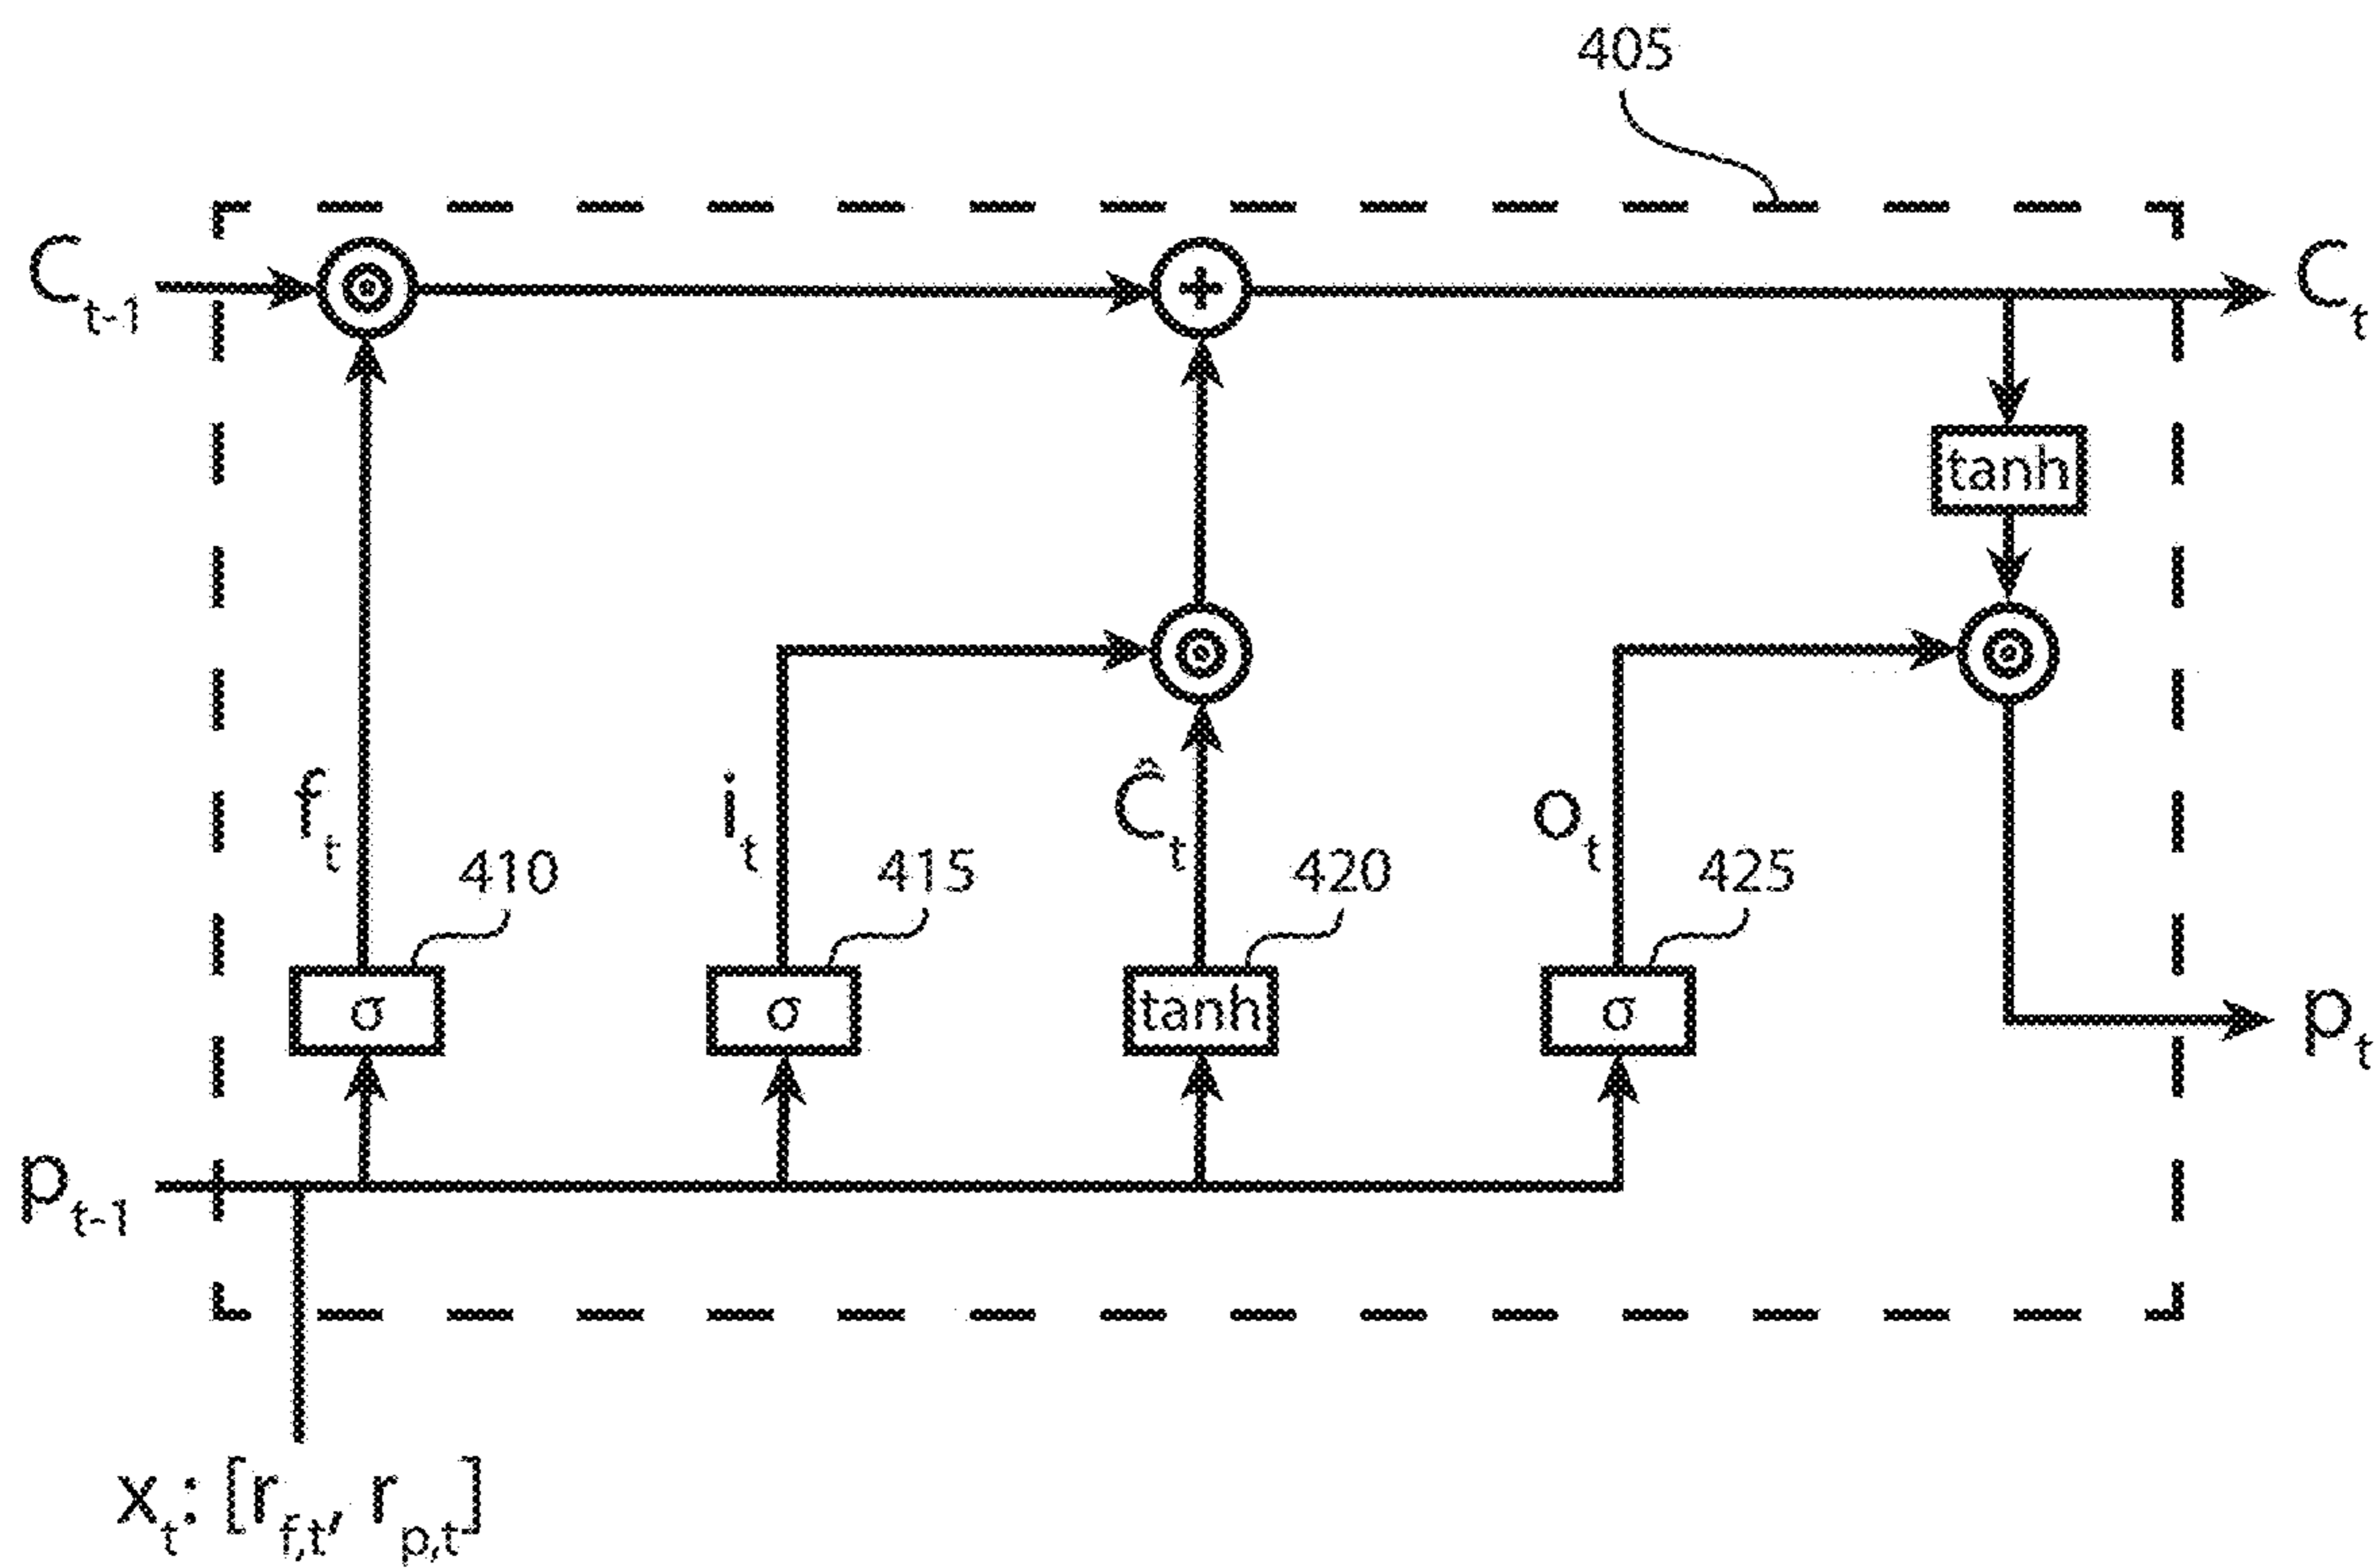 405
C_{t-1}
+
C_t
tanh
f_t
i_t
Ĉ_t
o_t
410
415
420
425
σ
σ
tanh
σ
p_t
p_{t-1}
x_t: [r_{f,t}, r_{p,t}]